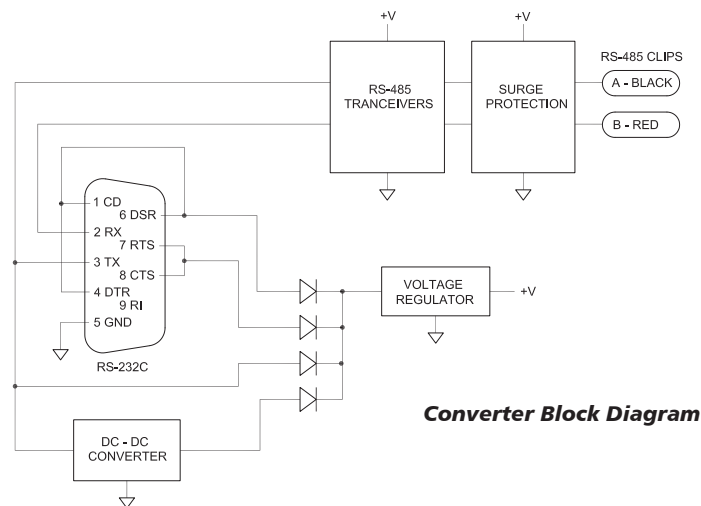 +V
+V
RS-485 CLIPS
RS-485
TRANCEIVERS
SURGE
PROTECTION
A - BLACK
B - RED
1 CD
6 DSR
2 RX
7 RTS
3 TX
8 CTS
4 DTR
9 RI
5 GND
RS-232C
VOLTAGE
REGULATOR
+V
Converter Block Diagram
DC - DC
CONVERTER